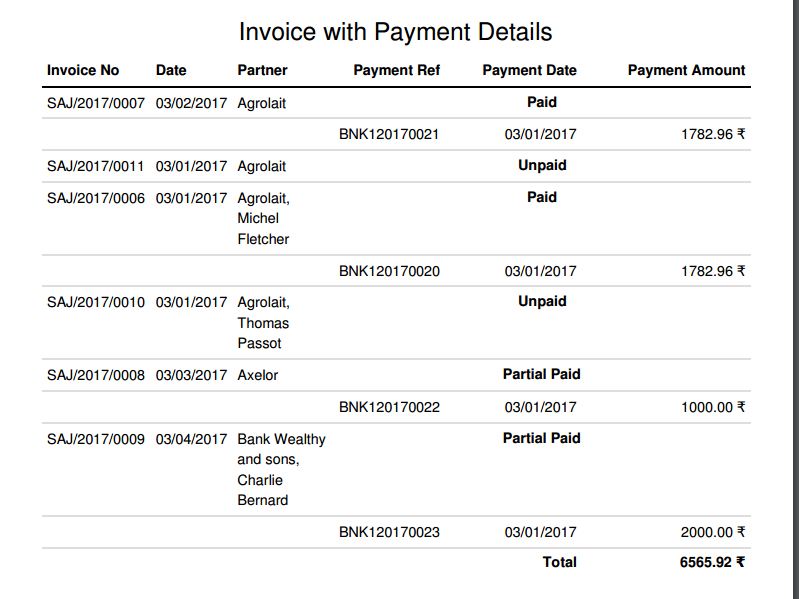 Invoice with Payment Details
Invoice No Date Partner Payment Ref Payment Date Payment Amount
SAJ/2017/0007 03/02/2017 Agrolait Paid
BNK120170021 03/01/2017 1782.96 ₹
SAJ/2017/0011 03/01/2017 Agrolait Unpaid
SAJ/2017/0006 03/01/2017 Agrolait, Paid
Michel
Fletcher
BNK120170020 03/01/2017 1782.96 ₹
SAJ/2017/0010 03/01/2017 Agrolait, Unpaid
Thomas
Passot
SAJ/2017/0008 03/03/2017 Axelor Partial Paid
BNK120170022 03/01/2017 1000.00 ₹
SAJ/2017/0009 03/04/2017 Bank Wealthy Partial Paid
and sons,
Charlie
Bernard
BNK120170023 03/01/2017 2000.00 ₹
Total 6565.92 ₹